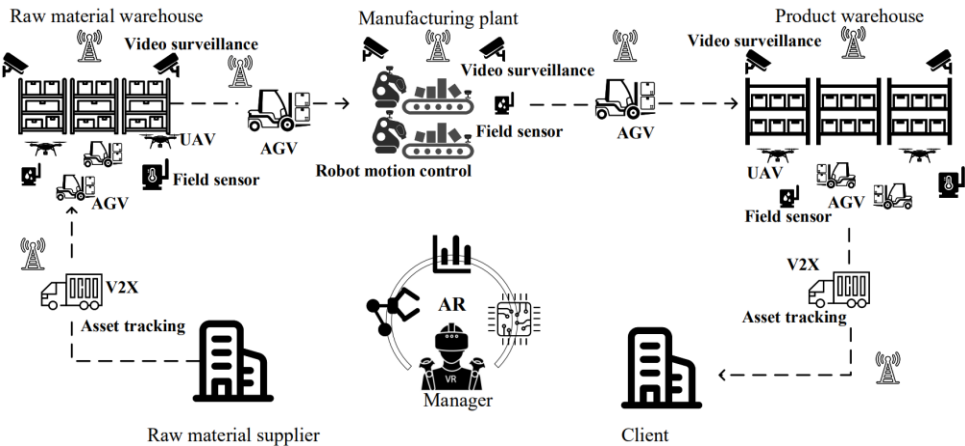 Raw material warehouse
Manufacturing plant
Product warehouse
Video surveillance
Video surveillance
Video surveillance
UAV
AGV
Field sensor
AGV
Field sensor
Robot motion control
AGV
UAV
Field sensor
AGV
V2X
Asset tracking
AR
VR
Manager
V2X
Asset tracking
Raw material supplier
Client